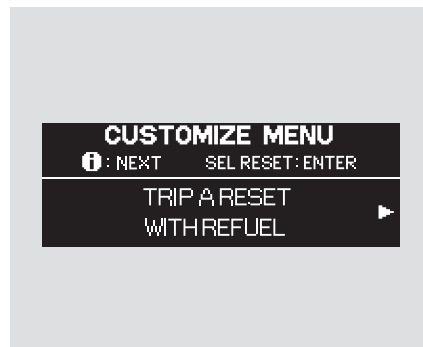 CUSTOMIZE MENU
i : NEXT SEL RESET : ENTER
TRIP A RESET
WITH REFUEL